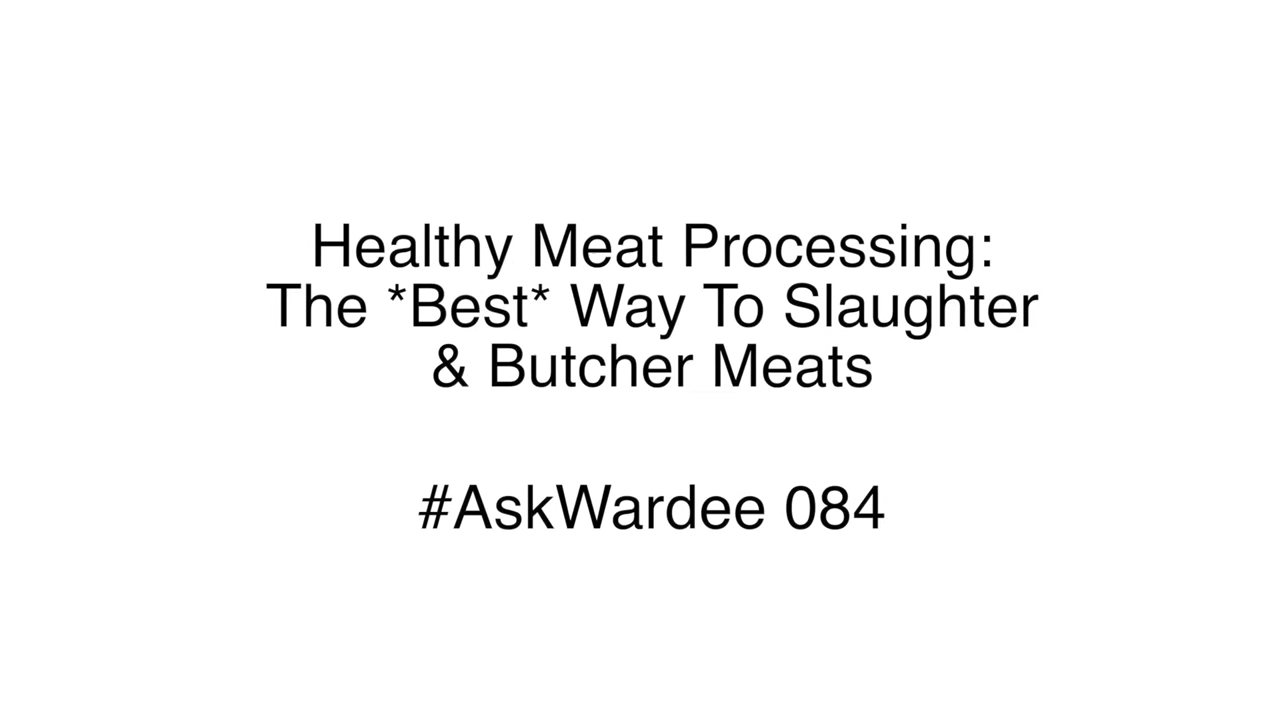 Healthy Meat Processing:
The *Best* Way To Slaughter
& Butcher Meats
#AskWardee 084